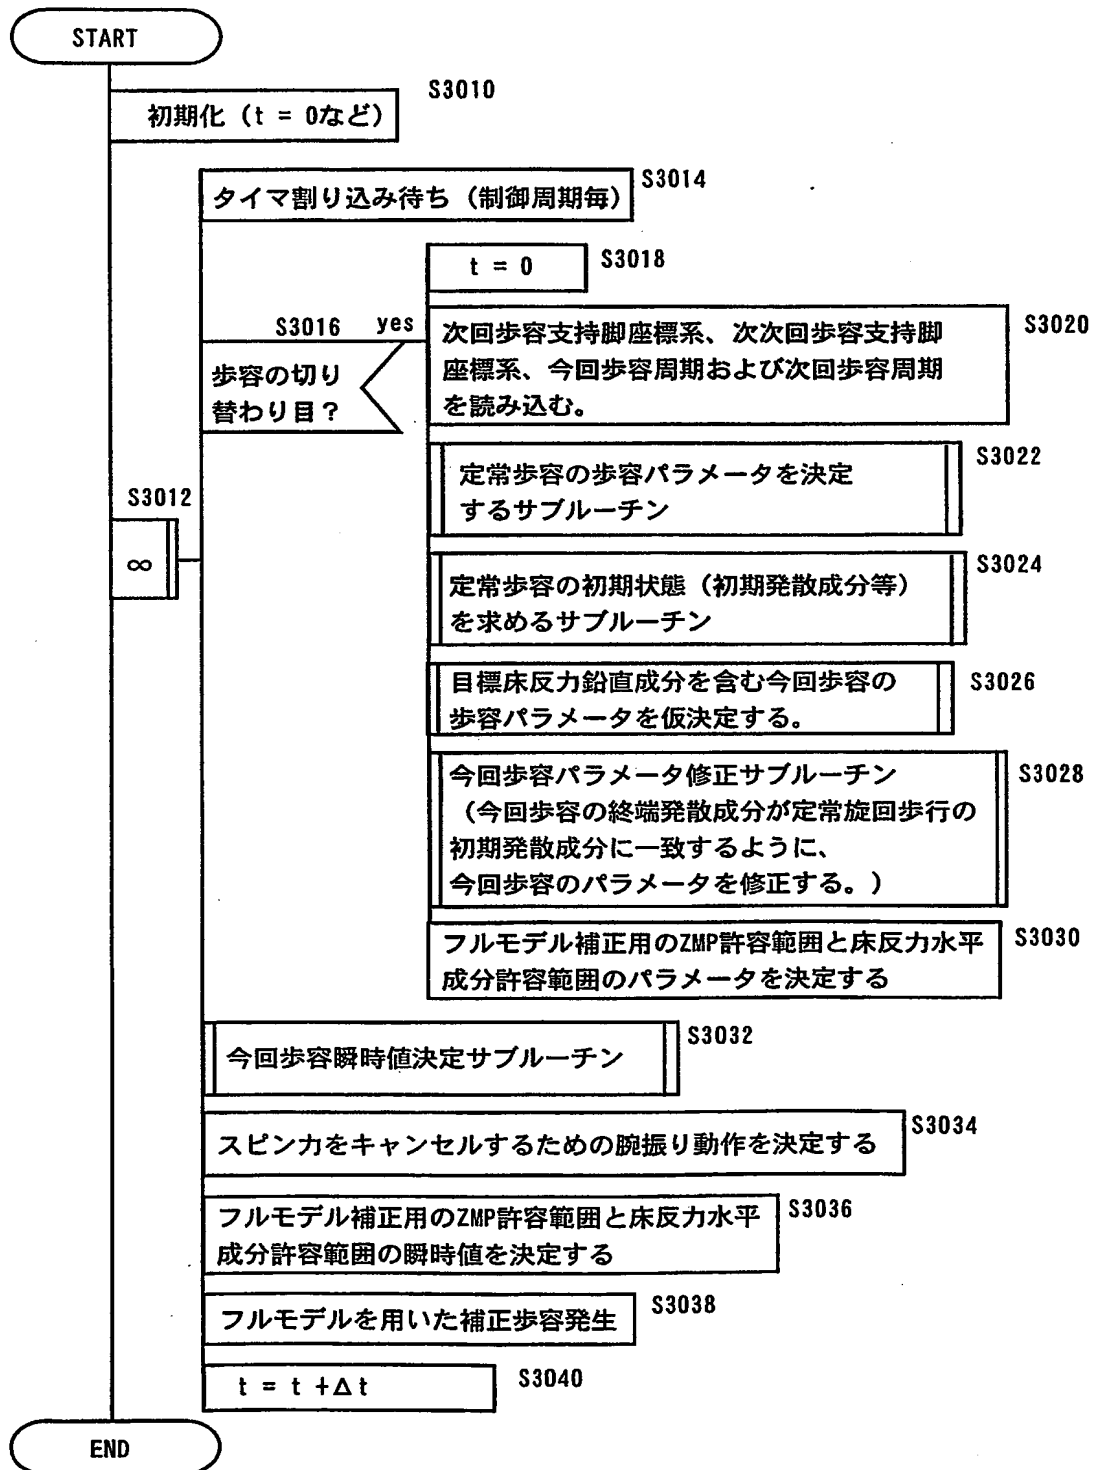 START
S3010
初期化（t = 0など）
S3014
タイマ割り込み待ち（制御周期毎）
S3018
t = 0
S3016 yes
歩容の切り
替わり目？
S3020
次回歩容支持脚座標系、次次回歩容支持脚
座標系、今回歩容周期および次回歩容周期
を読み込む。
S3022
定常歩容の歩容パラメータを決定
するサブルーチン
S3012
∞
S3024
定常歩容の初期状態（初期発散成分等）
を求めるサブルーチン
S3026
目標床反力鉛直成分を含む今回歩容の
歩容パラメータを仮決定する。
S3028
今回歩容パラメータ修正サブルーチン
（今回歩容の終端発散成分が定常旋回歩行の
初期発散成分に一致するように、
今回歩容のパラメータを修正する。）
S3030
フルモデル補正用のZMP許容範囲と床反力水平
成分許容範囲のパラメータを決定する
S3032
今回歩容瞬時値決定サブルーチン
S3034
スピン力をキャンセルするための腕振り動作を決定する
S3036
フルモデル補正用のZMP許容範囲と床反力水平
成分許容範囲の瞬時値を決定する
S3038
フルモデルを用いた補正歩容発生
S3040
t = t +Δt
END